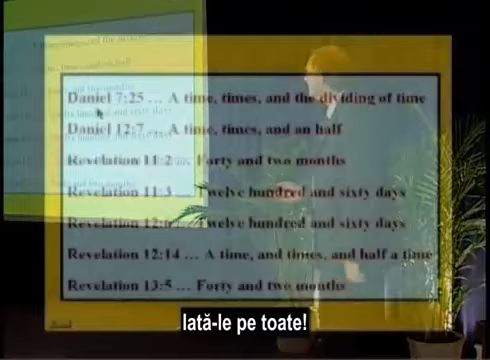 Daniel 7:25 ... A time, times, and the dividing of time
Daniel 12:7 ... A time, times, and an half
Revelation 11:2 ... Forty and two months
Revelation 11:3 ... Twelve hundred and sixty days
Revelation 12:6 ... Twelve hundred and sixty days
Revelation 12:14 ... A time, and times, and half a time
Revelation 13:5 ... Forty and two months
Iată-le pe toate!